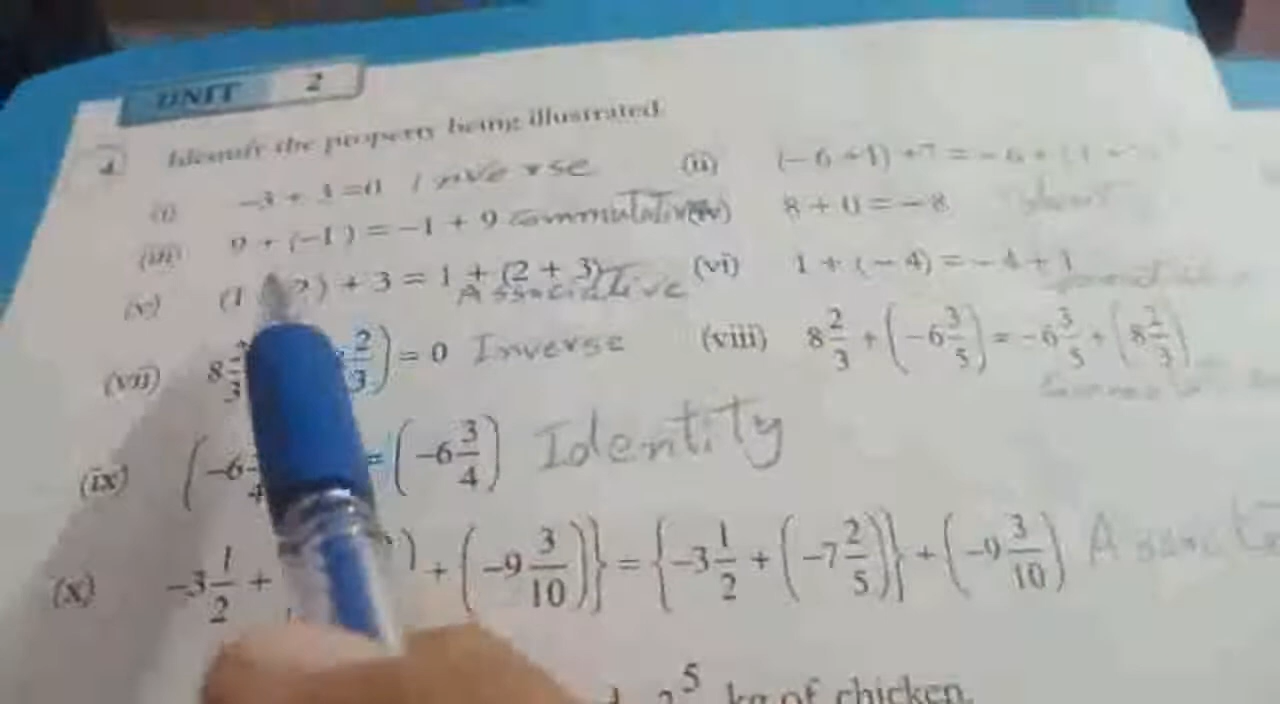 UNIT 2
4 Identify the property being illustrated.
(i) -3 + 3 = 0 Inverse (ii) (-6 + 1) + 7 = -6 + (1 +
(iii) 9 + (-1) = -1 + 9 commutative (iv) 8 + 0 = -8
(v) (1 2) + 3 = 1 + (2 + 3) Associative (vi) 1 + (-4) = -4 + 1
(vii) 8 2/3) = 0 Inverse (viii) 8 2/3 + (-6 3/5) = -6 3/5 + (8 2/3)
(ix) (-6 /4 = (-6 3/4) Identity
(x) -3 1/2 + ) + (-9 3/10)} = {-3 1/2 + (-7 2/5)} + (-9 3/10)
5 kg of chicken.